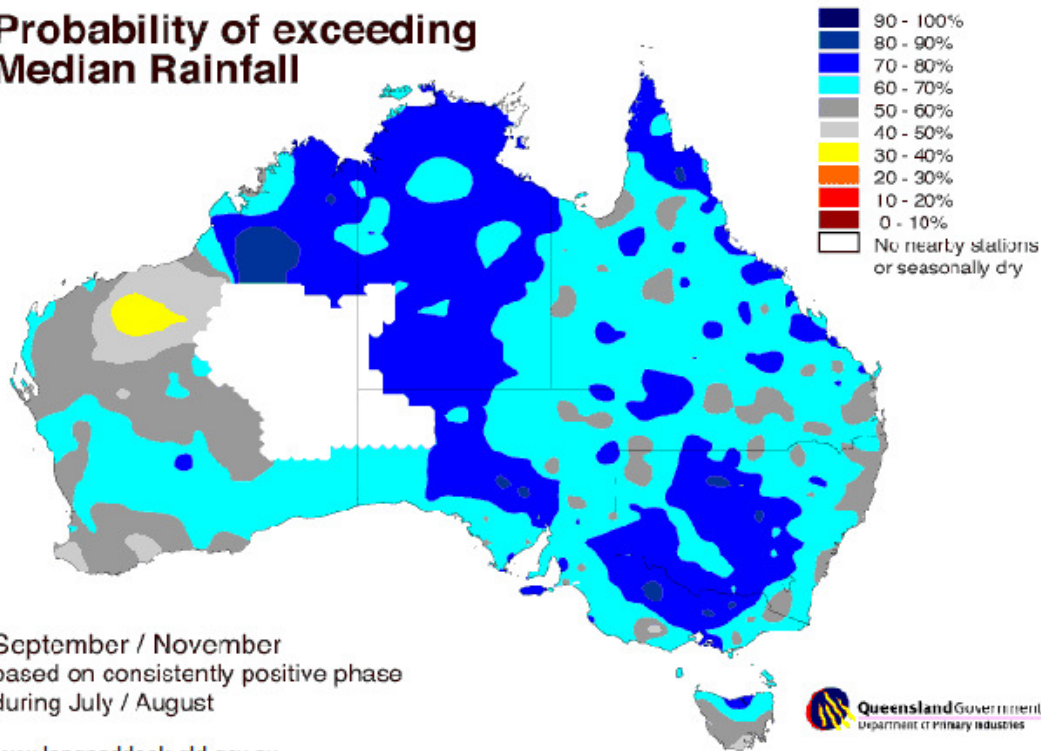 Probability of exceeding
Median Rainfall
90 - 100%
80 - 90%
70 - 80%
60 - 70%
50 - 60%
40 - 50%
30 - 40%
20 - 30%
10 - 20%
0 - 10%
No nearby stations
or seasonally dry
September / November
based on consistently positive phase
during July / August
Queensland Government
Department of Primary Industries